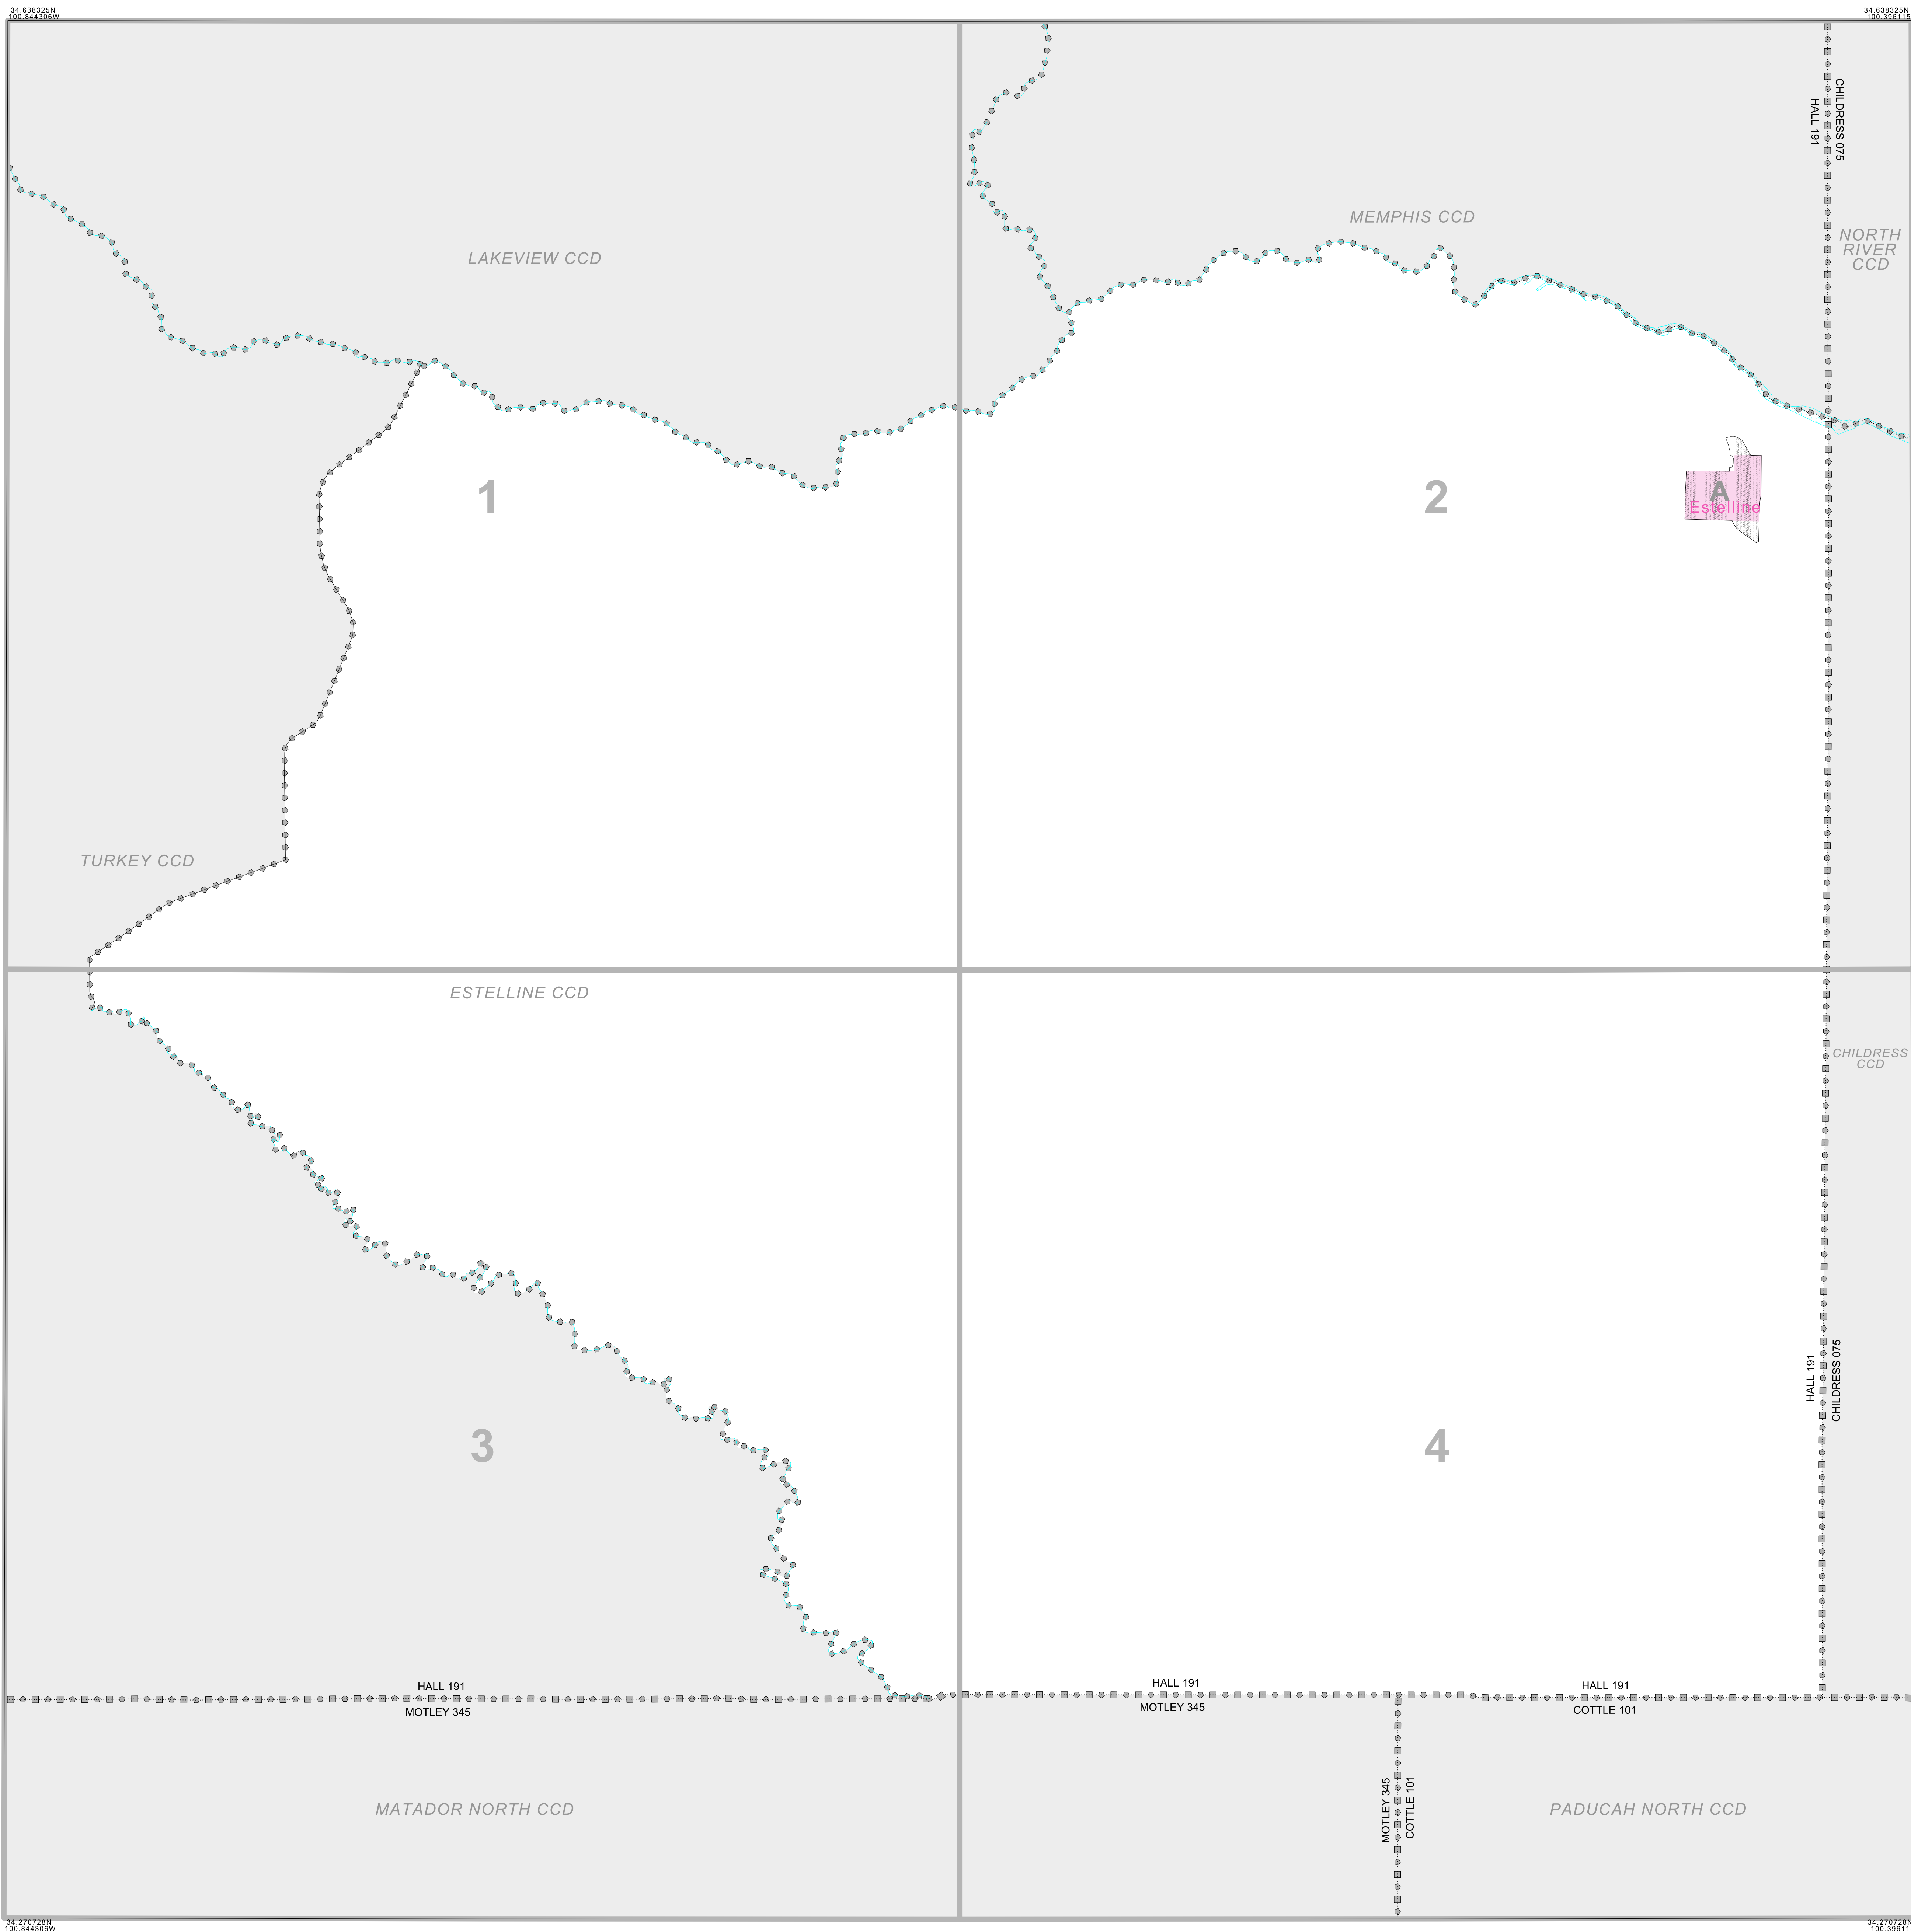 34.638325N
100.844306W
34.638325N
100.396115
CHILDRESS 075
HALL 191
MEMPHIS CCD
NORTH
RIVER
CCD
LAKEVIEW CCD
1
2
A
Estelline
TURKEY CCD
ESTELLINE CCD
CHILDRESS
CCD
HALL 191
CHILDRESS 075
3
4
HALL 191
MOTLEY 345
HALL 191
MOTLEY 345
HALL 191
COTTLE 101
MOTLEY 345
COTTLE 101
MATADOR NORTH CCD
PADUCAH NORTH CCD
34.270728N
100.844306W
34.270728N
100.39611